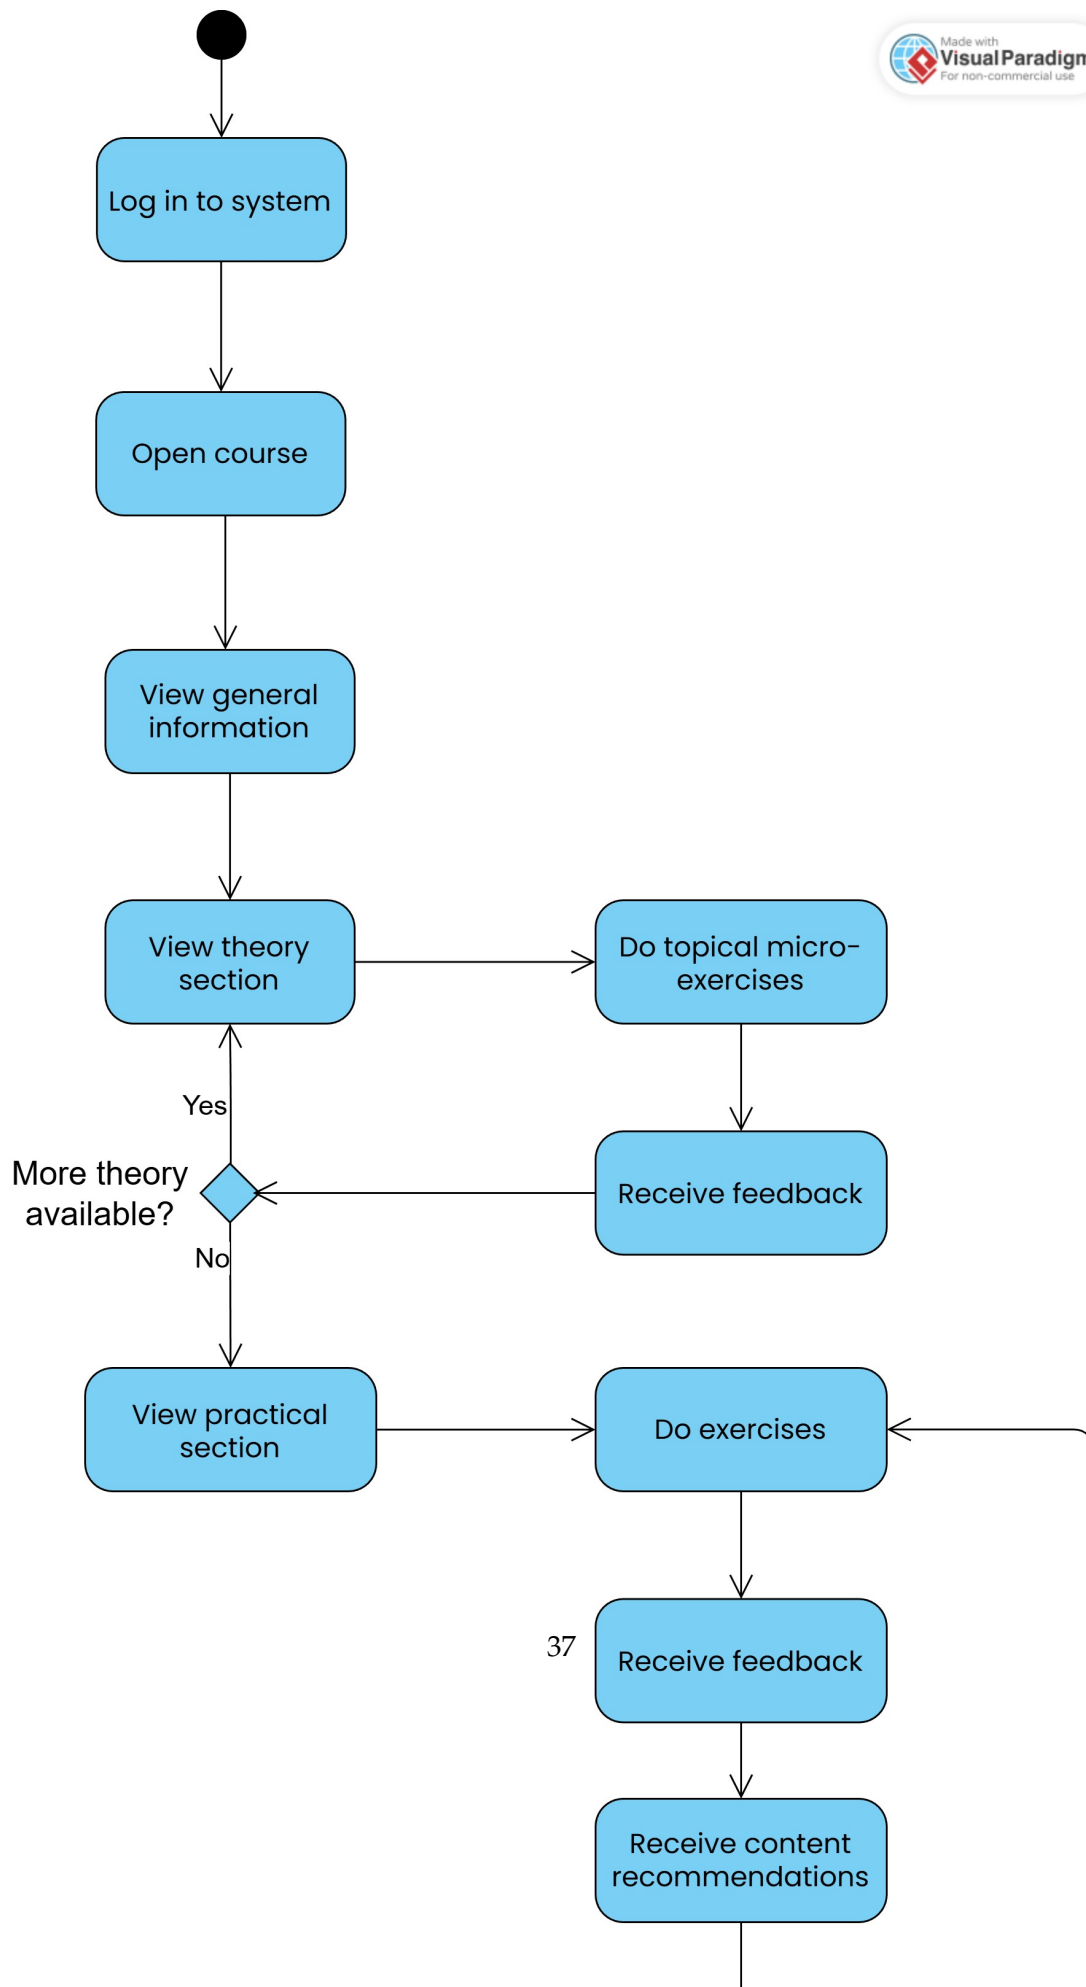 Made with
Visual Paradigm
For non-commercial use
Log in to system
Open course
View general
information
View theory
section
Do topical micro-
exercises
Yes
More theory
available?
Receive feedback
No
View practical
section
Do exercises
37
Receive feedback
Receive content
recommendations